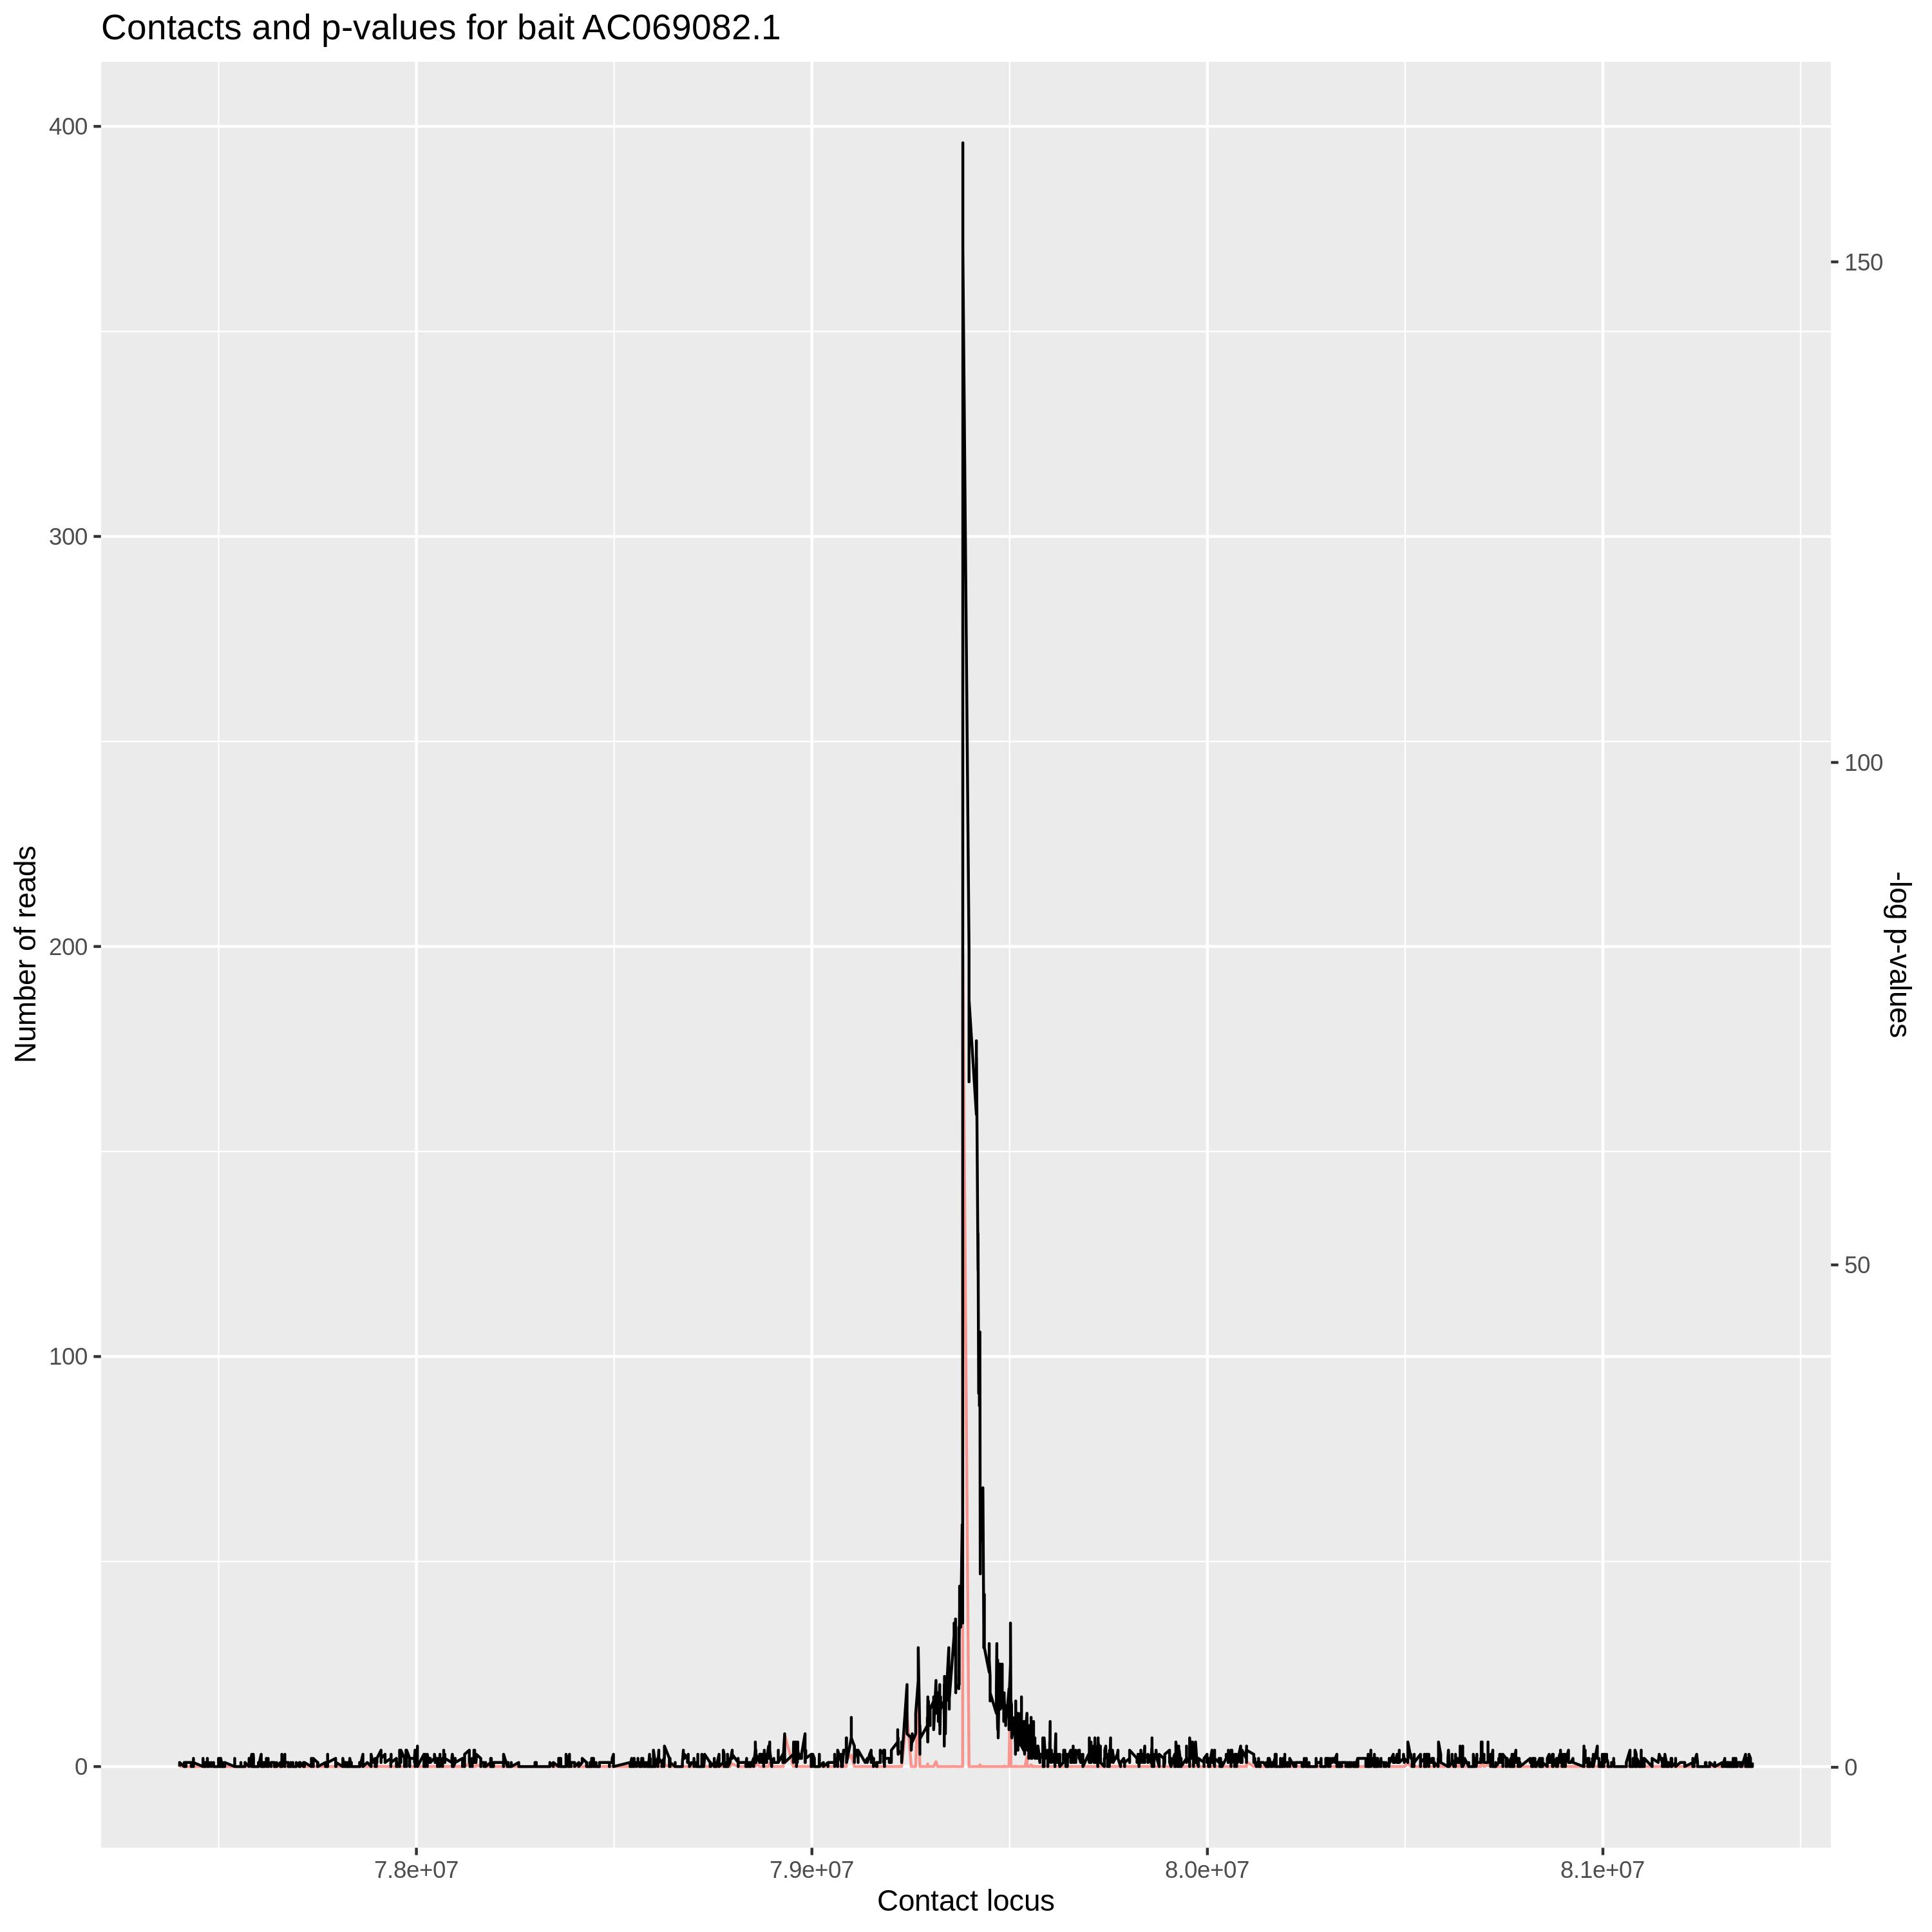 Contacts and p-values for bait AC069082.1
400
300
200
100
0
Number of reads
150
100
50
0
-log p-values
7.8e+07
7.9e+07
8.0e+07
8.1e+07
Contact locus